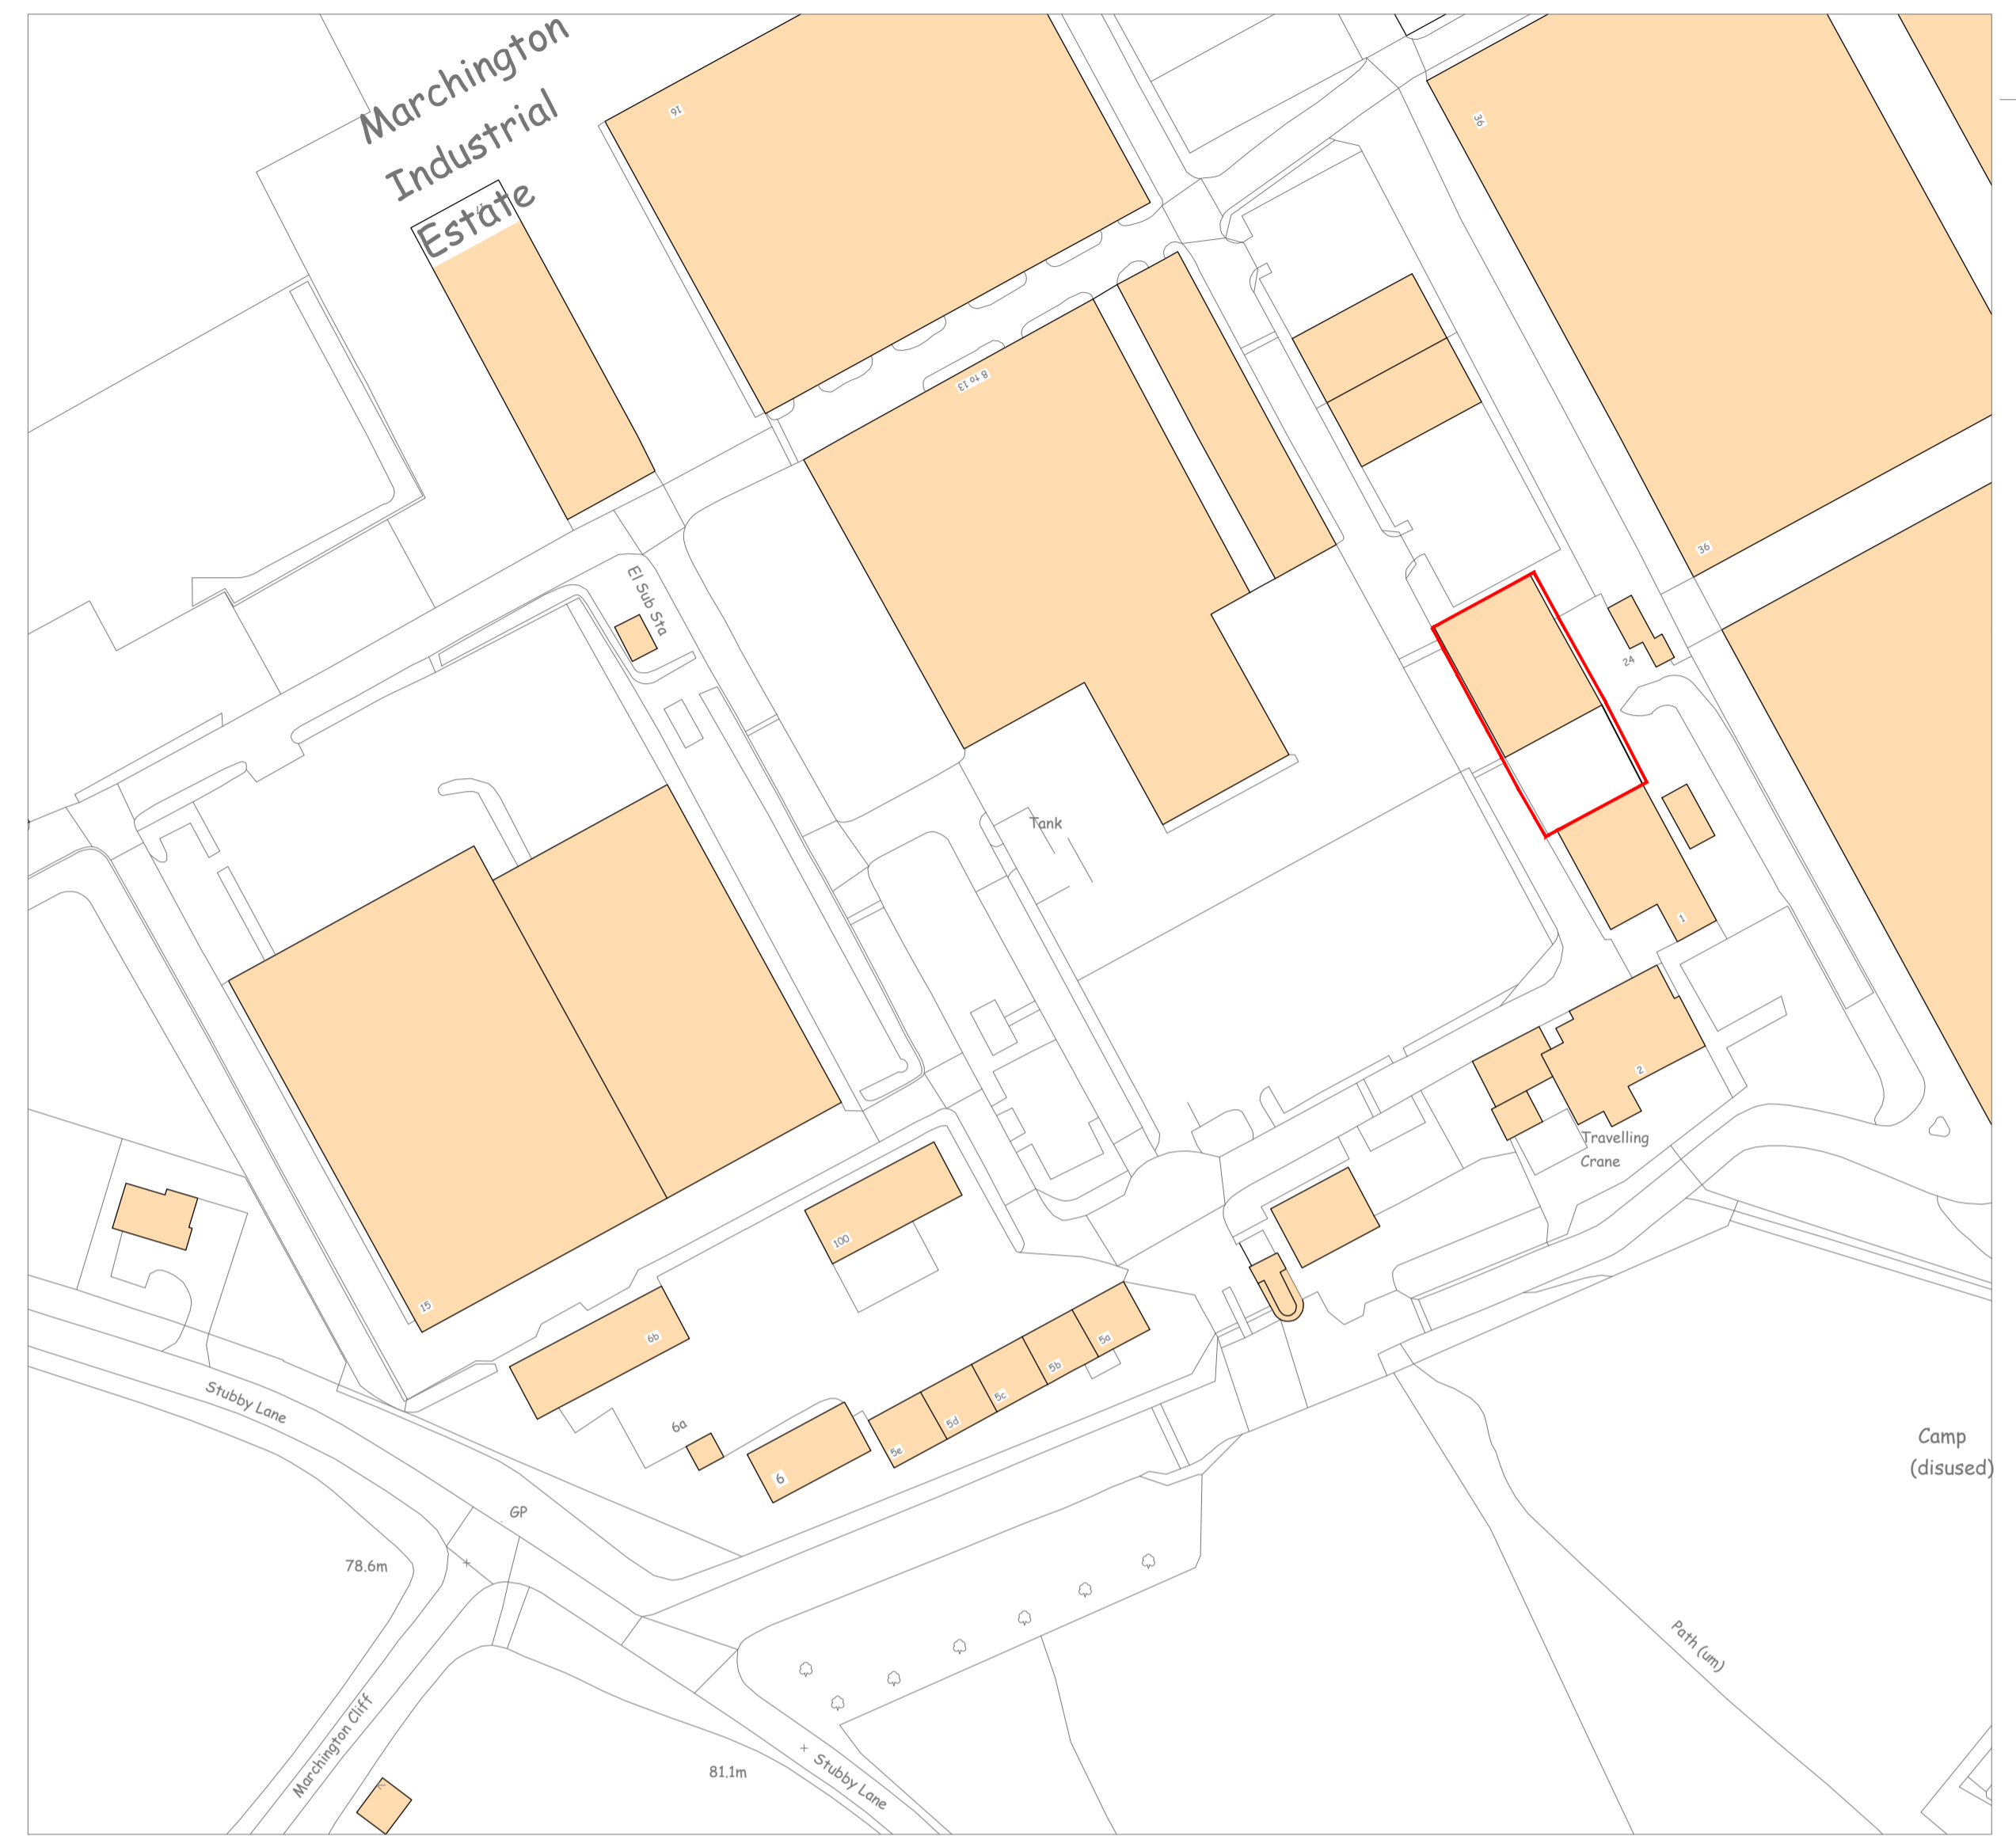 Marchington
Industrial
Estate
16
36
17
8 to 13
36
El Sub Sta
24
Tank
1
2
Travelling
Crane
100
15
6b
5a
5b
5c
5d
5e
6a
6
Stubby Lane
GP
Camp
(disused)
78.6m
Path (um)
Marchington Cliff
81.1m
Stubby Lane